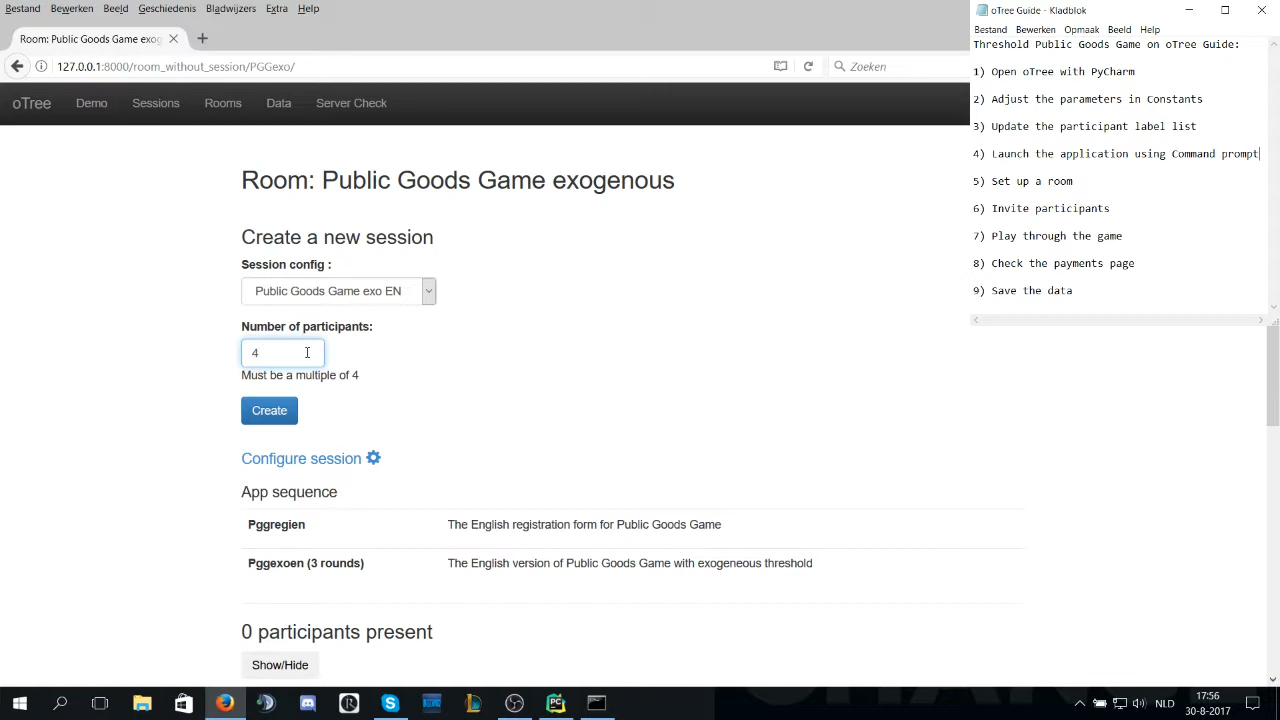 Bestand Bewerken Beeld Geschiedenis Bladwijzers Extra Help
Room: Public Goods Game exog
127.0.0.1:8000/room_without_session/PGGexo/
Zoeken
oTree Demo Sessions Rooms Data Server Check
Room: Public Goods Game exogenous
Create a new session
Session config :
Public Goods Game exo EN
Number of participants:
4
Must be a multiple of 4
Create
Configure session
App sequence
Pggregien The English registration form for Public Goods Game
Pggexoen (3 rounds) The English version of Public Goods Game with exogeneous threshold
0 participants present
Show/Hide
oTree Guide - Kladblok
Bestand Bewerken Opmaak Beeld Help
Threshold Public Goods Game on oTree Guide:
1) Open oTree with PyCharm
2) Adjust the parameters in Constants
3) Update the participant label list
4) Launch the application using Command prompt
5) Set up a room
6) Invite participants
7) Play through the game
8) Check the payments page
9) Save the data
NLD
17:56
30-8-2017